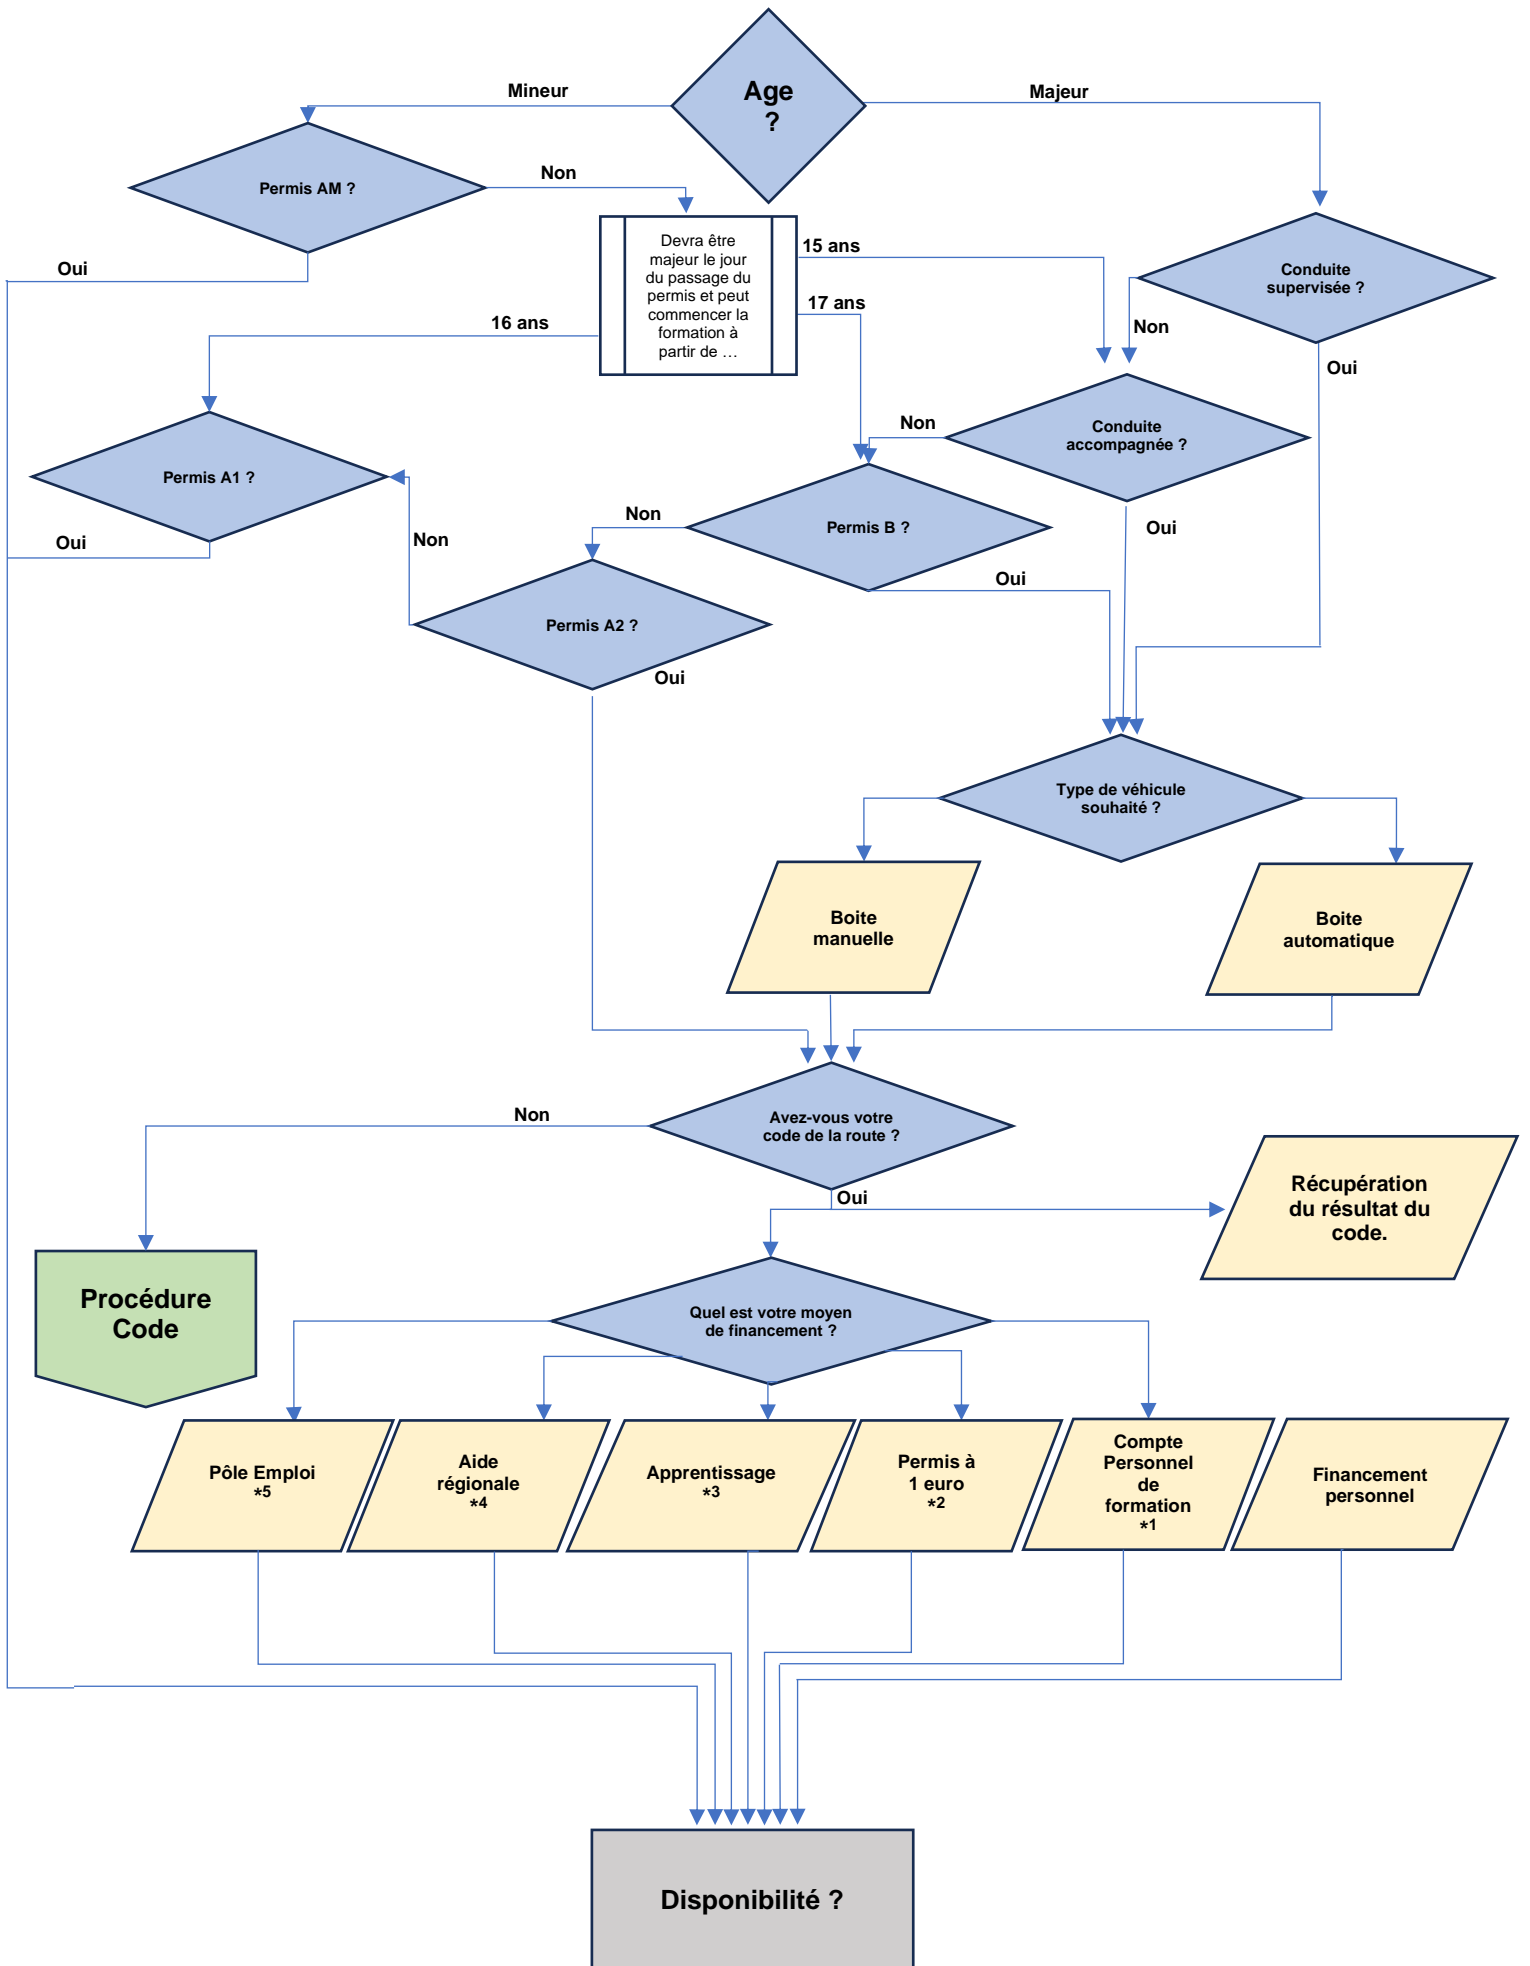 Age
?
Mineur
Majeur
Permis AM ?
Non
Oui
Devra être
majeur le jour
du passage du
permis et peut
commencer la
formation à
partir de …
15 ans
17 ans
16 ans
Conduite
supervisée ?
Non
Oui
Conduite
accompagnée ?
Non
Oui
Permis A1 ?
Oui
Permis B ?
Non
Oui
Permis A2 ?
Non
Oui
Type de véhicule
souhaité ?
Boite
manuelle
Boite
automatique
Avez-vous votre
code de la route ?
Non
Oui
Récupération
du résultat du
code.
Procédure
Code
Quel est votre moyen
de financement ?
Pôle Emploi
*5
Aide
régionale
*4
Apprentissage
*3
Permis à
1 euro
*2
Compte
Personnel
de
formation
*1
Financement
personnel
Disponibilité ?